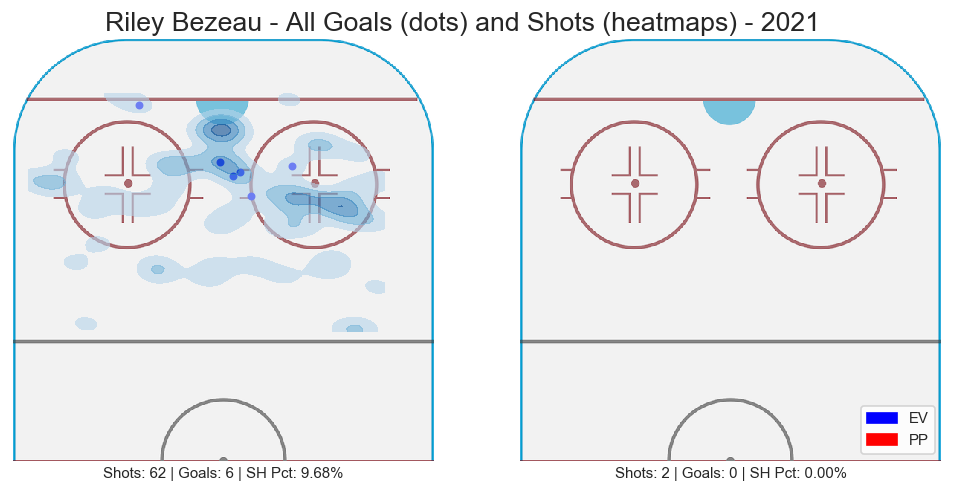 Riley Bezeau - All Goals (dots) and Shots (heatmaps) - 2021
EV
PP
Shots: 62 | Goals: 6 | SH Pct: 9.68%
Shots: 2 | Goals: 0 | SH Pct: 0.00%